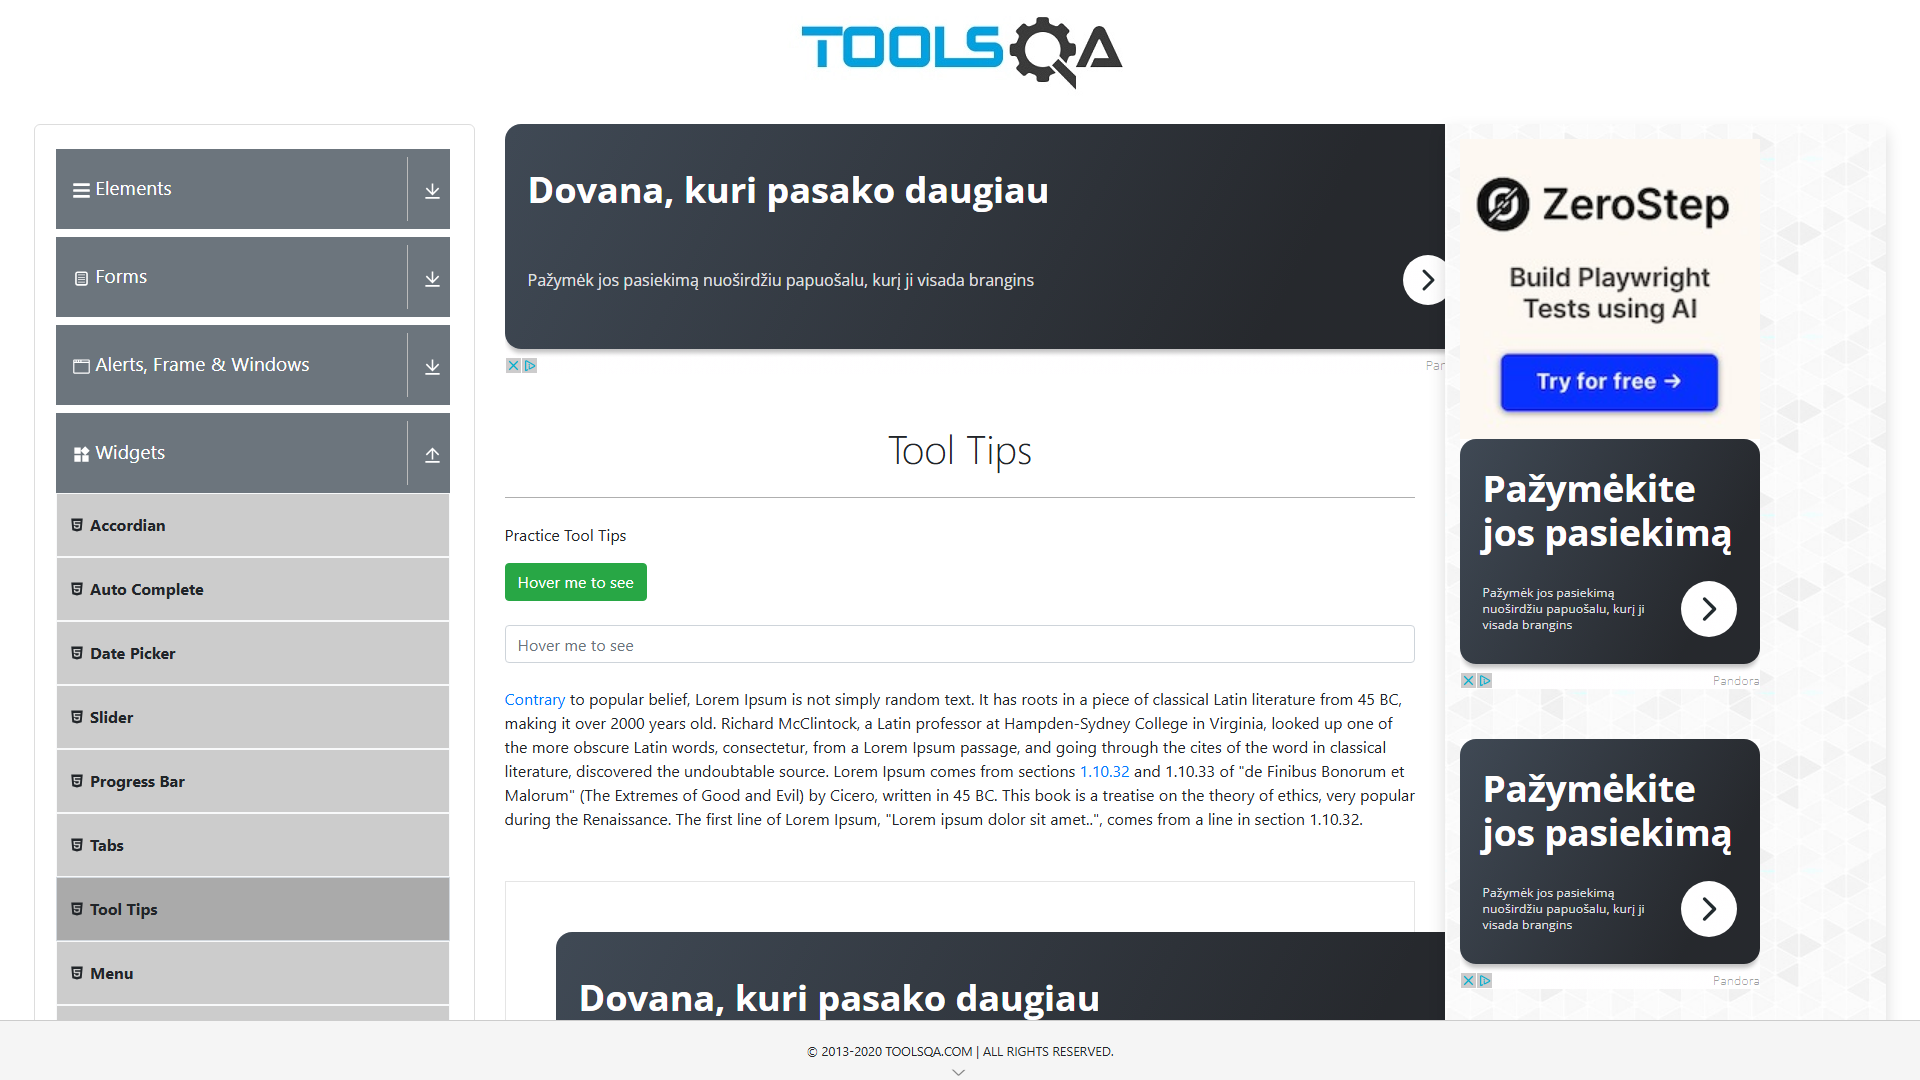 TOOLSQA
Elements
Forms
Alerts, Frame & Windows
Widgets
Accordian
Auto Complete
Date Picker
Slider
Progress Bar
Tabs
Tool Tips
Menu
Dovana, kuri pasako daugiau
Pažymėk jos pasiekimą nuoširdžiu papuošalu, kurį ji visada brangins
Par
Tool Tips
Practice Tool Tips
Hover me to see
Hover me to see
Contrary to popular belief, Lorem Ipsum is not simply random text. It has roots in a piece of classical Latin literature from 45 BC,
making it over 2000 years old. Richard McClintock, a Latin professor at Hampden-Sydney College in Virginia, looked up one of
the more obscure Latin words, consectetur, from a Lorem Ipsum passage, and going through the cites of the word in classical
literature, discovered the undoubtable source. Lorem Ipsum comes from sections 1.10.32 and 1.10.33 of "de Finibus Bonorum et
Malorum" (The Extremes of Good and Evil) by Cicero, written in 45 BC. This book is a treatise on the theory of ethics, very popular
during the Renaissance. The first line of Lorem Ipsum, "Lorem ipsum dolor sit amet..", comes from a line in section 1.10.32.
Dovana, kuri pasako daugiau
ZeroStep
Build Playwright
Tests using AI
Try for free →
Pažymėkite
jos pasiekimą
Pažymėk jos pasiekimą
nuoširdžiu papuošalu, kurį ji
visada brangins
Pandora
Pažymėkite
jos pasiekimą
Pažymėk jos pasiekimą
nuoširdžiu papuošalu, kurį ji
visada brangins
Pandora
© 2013-2020 TOOLSQA.COM | ALL RIGHTS RESERVED.